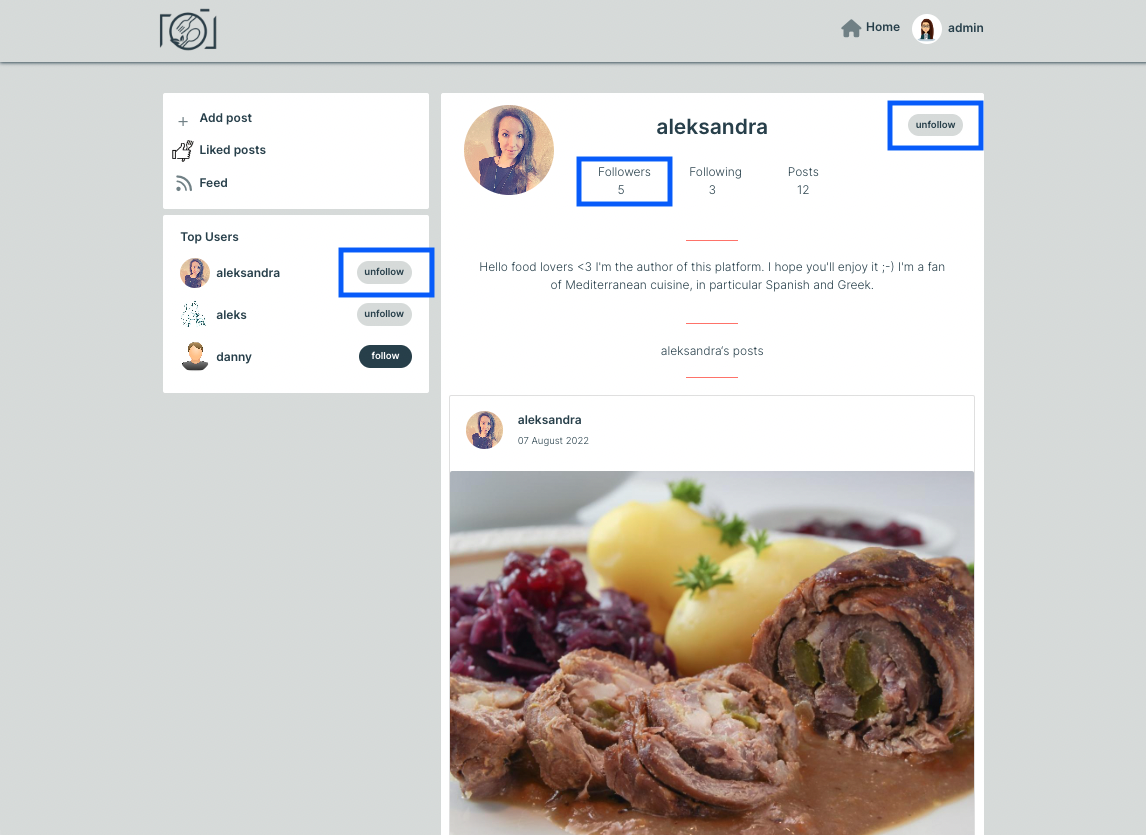 Home
admin
Add post
Liked posts
Feed
Top Users
aleksandra
unfollow
aleks
unfollow
danny
follow
aleksandra
unfollow
Followers
5
Following
3
Posts
12
Hello food lovers <3 I'm the author of this platform. I hope you'll enjoy it ;-) I'm a fan
of Mediterranean cuisine, in particular Spanish and Greek.
aleksandra's posts
aleksandra
07 August 2022